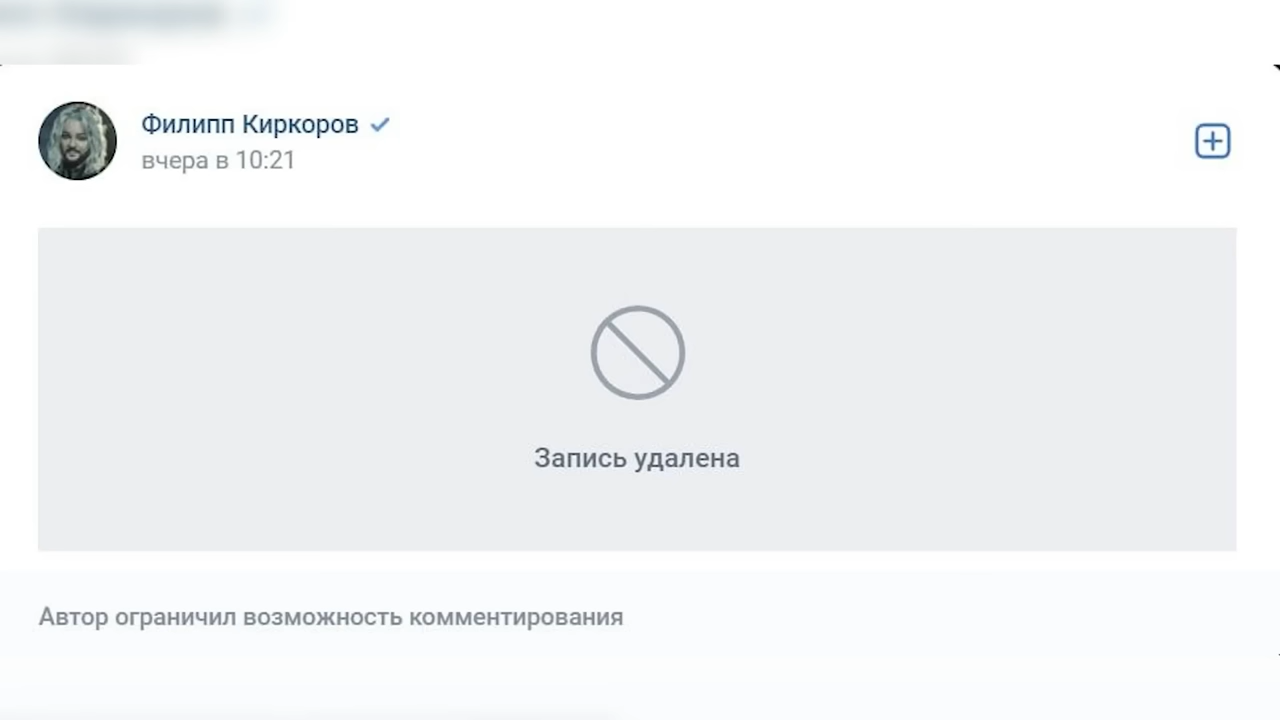 Филипп Киркоров
вчера в 10:21
Запись удалена
Автор ограничил возможность комментирования